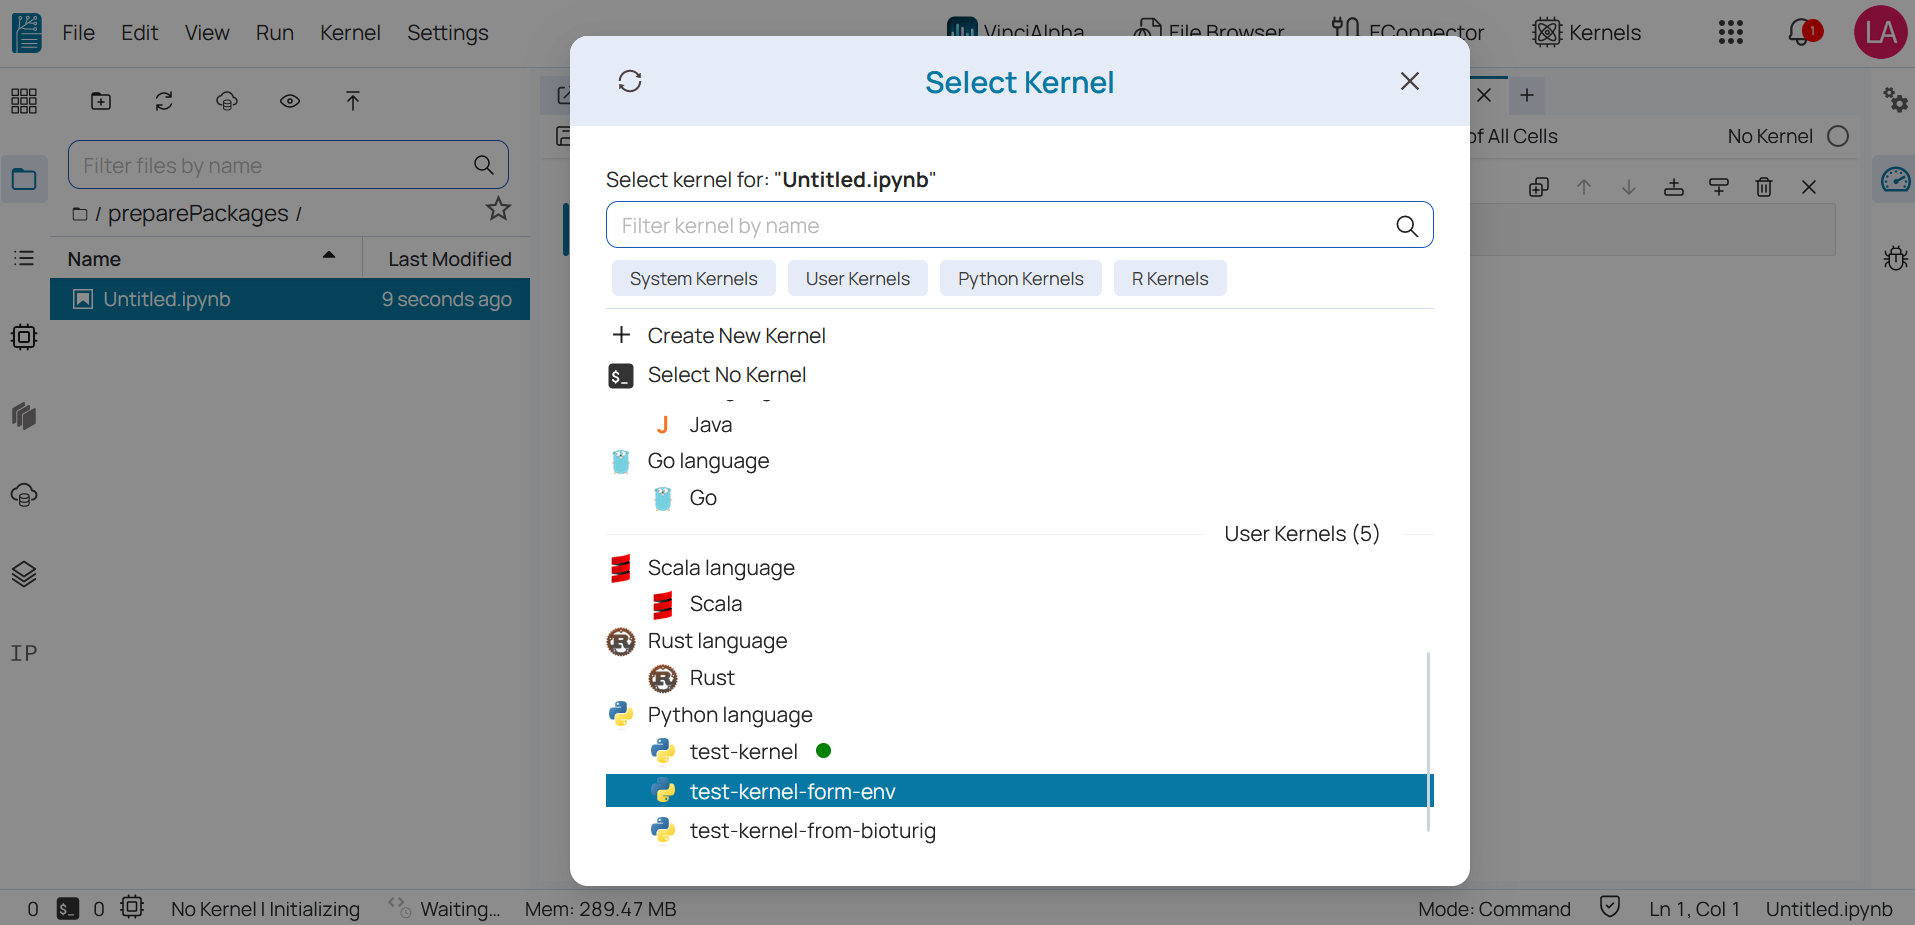 File Edit View Run Kernel Settings
VinciAlpha File Browser EConnector Kernels 1 LA
Select Kernel
of All Cells No Kernel
Filter files by name
/ preparePackages /
Name Last Modified
Untitled.ipynb 9 seconds ago
Select kernel for: "Untitled.ipynb"
Filter kernel by name
System Kernels User Kernels Python Kernels R Kernels
Create New Kernel
$_ Select No Kernel
J Java
Go language
Go
User Kernels (5)
Scala language
Scala
R Rust language
R Rust
Python language
test-kernel
test-kernel-form-env
test-kernel-from-bioturig
IP
0 $_ 0 No Kernel | Initializing Waiting... Mem: 289.47 MB Mode: Command Ln 1, Col 1 Untitled.ipynb